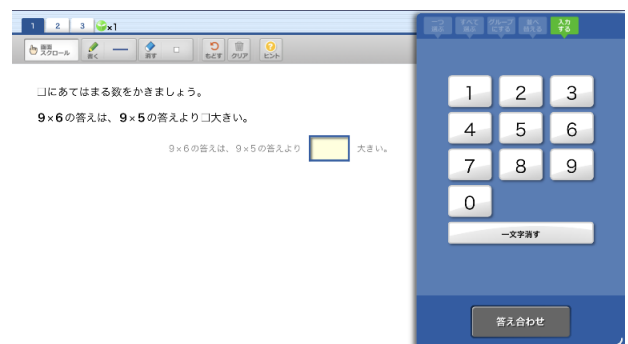 1 2 3 ×1
画面スクロール 書く 消す もどす クリア ヒント
一つ選ぶ すべて選ぶ グループにする 並べ替える 入力する
□にあてはまる数をかきましょう。
9×6の答えは、9×5の答えより□大きい。
9×6の答えは、9×5の答えより 大きい。
1 2 3
4 5 6
7 8 9
0
一文字消す
答え合わせ